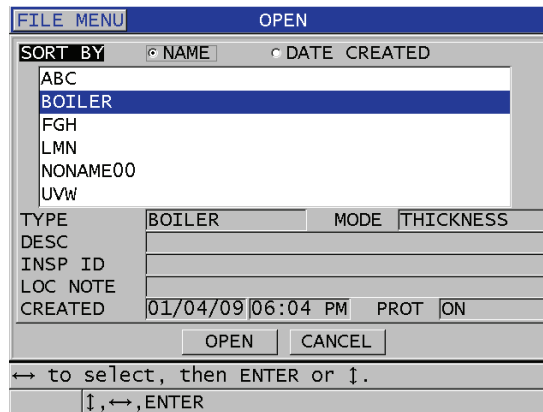 FILE MENU OPEN
SORT BY NAME DATE CREATED
ABC
BOILER
FGH
LMN
NONAME00
UVW
TYPE BOILER MODE THICKNESS
DESC
INSP ID
LOC NOTE
CREATED 01/04/09 06:04 PM PROT ON
OPEN CANCEL
↔ to select, then ENTER or ↕.
↕,↔,ENTER